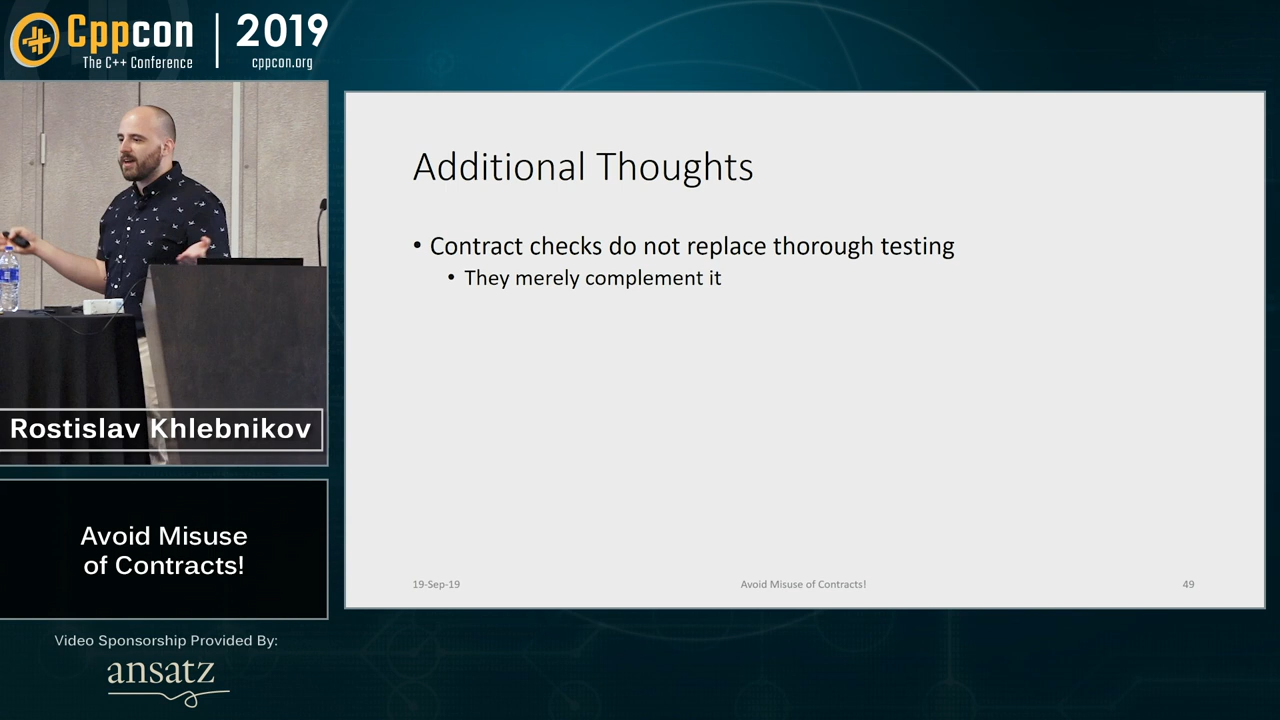 Cppcon
The C++ Conference
2019
cppcon.org
Rostislav Khlebnikov
Avoid Misuse
of Contracts!
Video Sponsorship Provided By:
ansatz
Additional Thoughts
• Contract checks do not replace thorough testing
• They merely complement it
19-Sep-19
Avoid Misuse of Contracts!
49